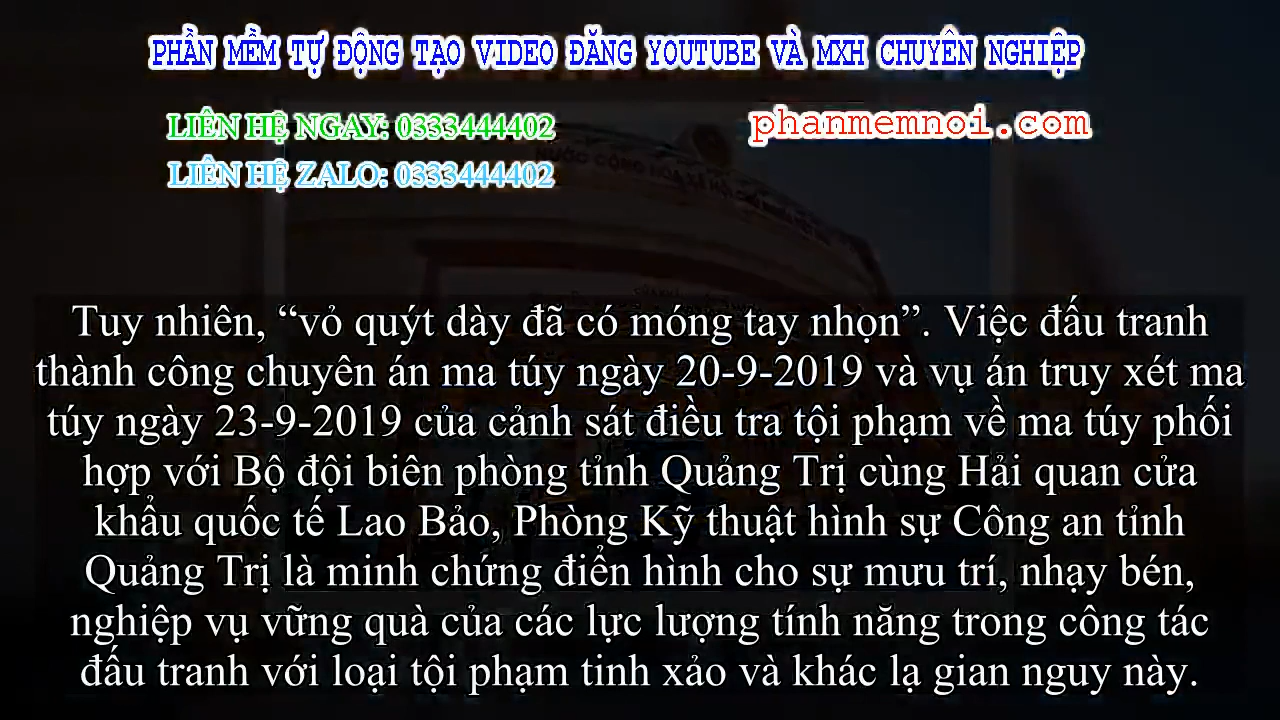 PHẦN MỀM TỰ ĐỘNG TẠO VIDEO ĐĂNG YOUTUBE VÀ MXH CHUYÊN NGHIỆP
LIÊN HỆ NGAY: 0333444402
phanmemnoi.com
LIÊN HỆ ZALO: 0333444402
NƯỚC CỘNG HÒA XÃ HỘI CHỦ NGHĨA
Tuy nhiên, “vỏ quýt dày đã có móng tay nhọn”. Việc đấu tranh
thành công chuyên án ma túy ngày 20-9-2019 và vụ án truy xét ma
túy ngày 23-9-2019 của cảnh sát điều tra tội phạm về ma túy phối
hợp với Bộ đội biên phòng tỉnh Quảng Trị cùng Hải quan cửa
khẩu quốc tế Lao Bảo, Phòng Kỹ thuật hình sự Công an tỉnh
Quảng Trị là minh chứng điển hình cho sự mưu trí, nhạy bén,
nghiệp vụ vững quà của các lực lượng tính năng trong công tác
đấu tranh với loại tội phạm tinh xảo và khác lạ gian nguy này.